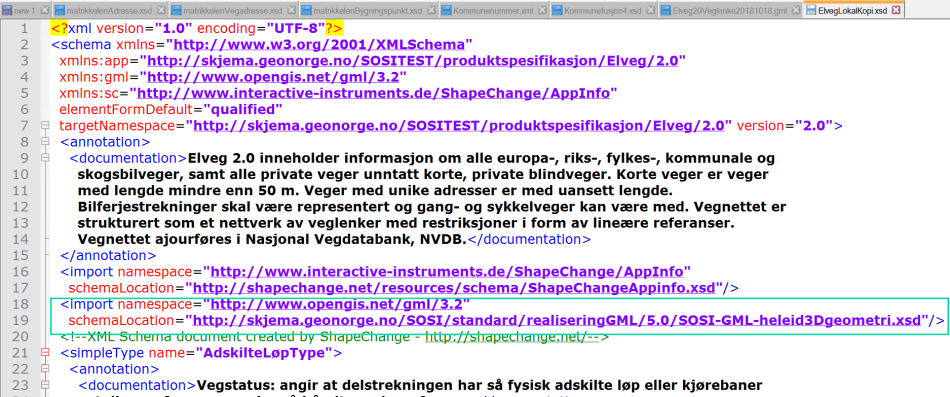 new 1 matrikkelenAdresse.xsd matrikkelenVegadresse.xsd matrikkelenBygningspunkt.xsd Kommunenummer.xml Kommunefusjon4.xsd Elveg20Veglenke20181018.gml ElvegLokalKopi.xsd
1 <?xml version="1.0" encoding="UTF-8"?>
2 <schema xmlns="http://www.w3.org/2001/XMLSchema"
3 xmlns:app="http://skjema.geonorge.no/SOSITEST/produktspesifikasjon/Elveg/2.0"
4 xmlns:gml="http://www.opengis.net/gml/3.2"
5 xmlns:sc="http://www.interactive-instruments.de/ShapeChange/AppInfo"
6 elementFormDefault="qualified"
7 targetNamespace="http://skjema.geonorge.no/SOSITEST/produktspesifikasjon/Elveg/2.0" version="2.0">
8 <annotation>
9 <documentation>Elveg 2.0 inneholder informasjon om alle europa-, riks-, fylkes-, kommunale og
10 skogsbilveger, samt alle private veger unntatt korte, private blindveger. Korte veger er veger
11 med lengde mindre enn 50 m. Veger med unike adresser er med uansett lengde.
12 Bilferjestrekninger skal være representert og gang- og sykkelveger kan være med. Vegnettet er
13 strukturert som et nettverk av veglenker med restriksjoner i form av lineære referanser.
14 Vegnettet ajourføres i Nasjonal Vegdatabank, NVDB.</documentation>
15 </annotation>
16 <import namespace="http://www.interactive-instruments.de/ShapeChange/AppInfo"
17 schemaLocation="http://shapechange.net/resources/schema/ShapeChangeAppinfo.xsd"/>
18 <import namespace="http://www.opengis.net/gml/3.2"
19 schemaLocation="http://skjema.geonorge.no/SOSI/standard/realiseringGML/5.0/SOSI-GML-heleid3Dgeometri.xsd"/>
20 <!--XML Schema document created by ShapeChange - http://shapechange.net/-->
21 <simpleType name="AdskilteLøpType">
22 <annotation>
23 <documentation>Vegstatus: angir at delstrekningen har så fysisk adskilte løp eller kjørebaner